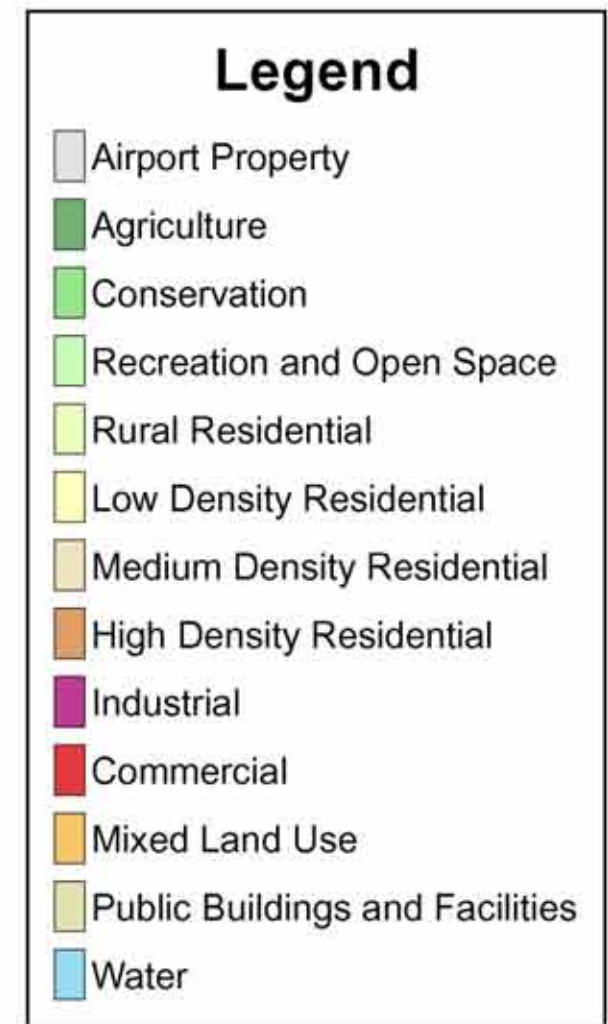 Legend
Airport Property
Agriculture
Conservation
Recreation and Open Space
Rural Residential
Low Density Residential
Medium Density Residential
High Density Residential
Industrial
Commercial
Mixed Land Use
Public Buildings and Facilities
Water